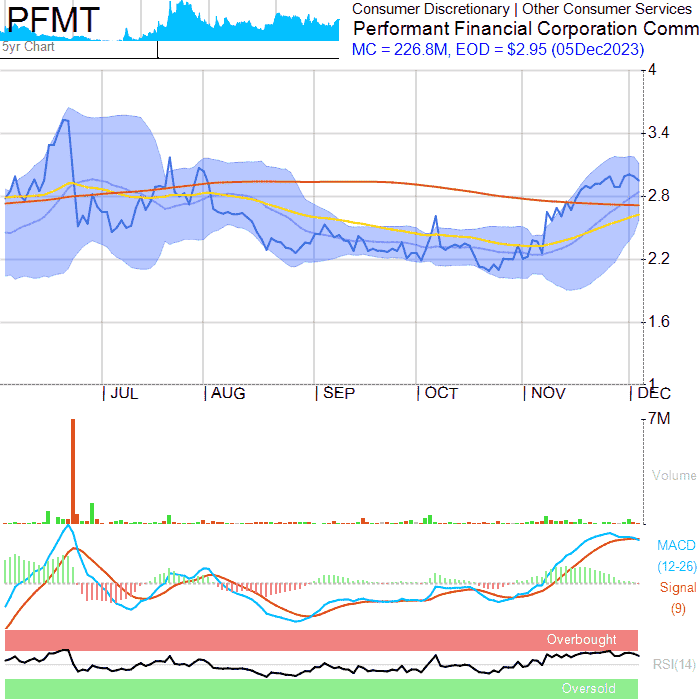 PFMT
5yr Chart
Consumer Discretionary | Other Consumer Services
Performant Financial Corporation Comm
MC = 226.8M, EOD = $2.95 (05Dec2023)
4
3.4
2.8
2.2
1.6
1
JUL AUG SEP OCT NOV DEC
7M
Volume
MACD
(12-26)
Signal
(9)
Overbought
RSI(14)
Oversold